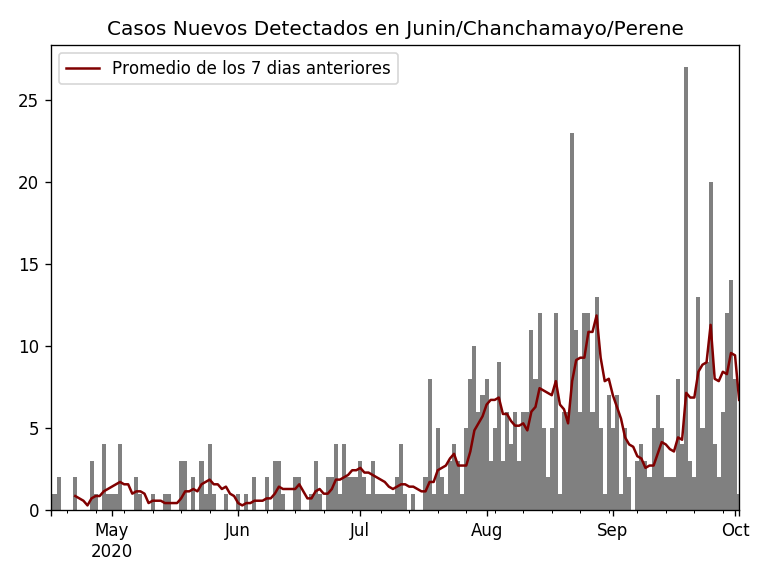 Casos Nuevos Detectados en Junin/Chanchamayo/Perene
Promedio de los 7 dias anteriores
25
20
15
10
5
0
May Jun Jul Aug Sep Oct
2020